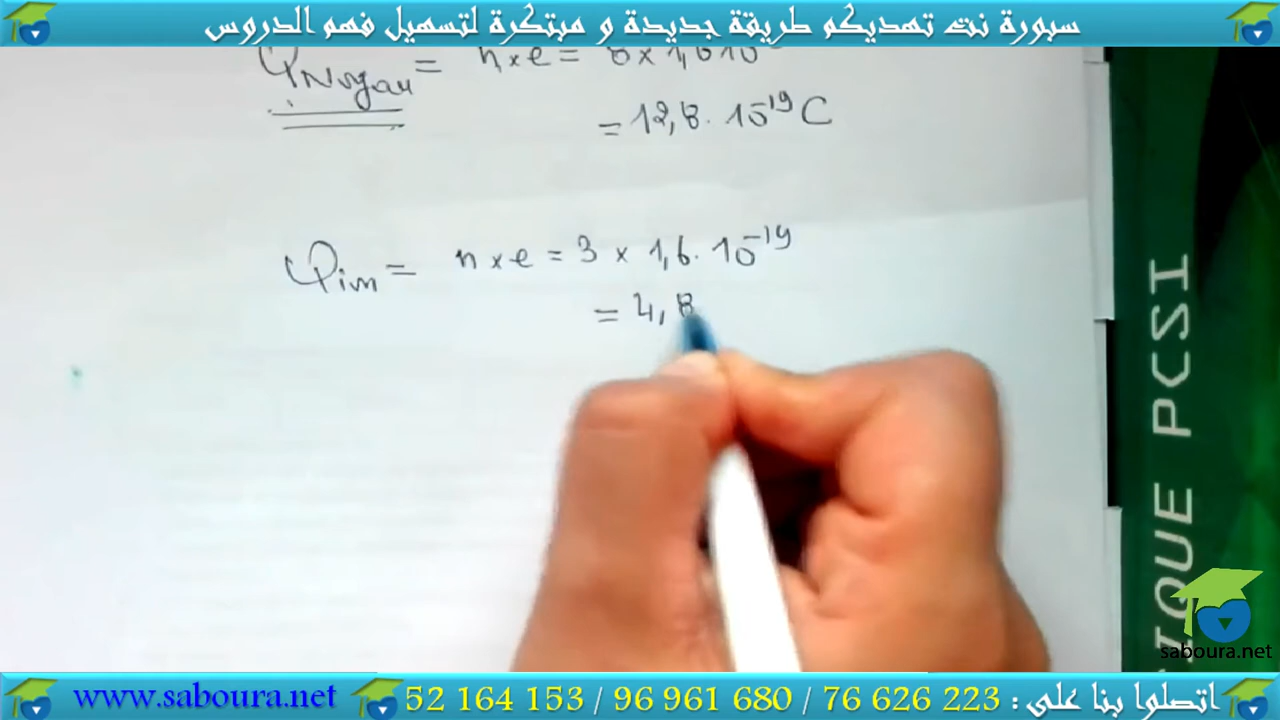 سبورة نت تهديكم طريقة جديدة و مبتكرة لتسهيل فهم الدروس
= n × e = 8 × 1,6 10
= 12,8 . 10⁻¹⁹ C
= n × e = 3 × 1,6 . 10⁻¹⁹
= 4,8
IQUE PCSI
saboura.net
www.saboura.net 52 164 153 / 96 961 680 / 76 626 223 : اتصلوا بنا على